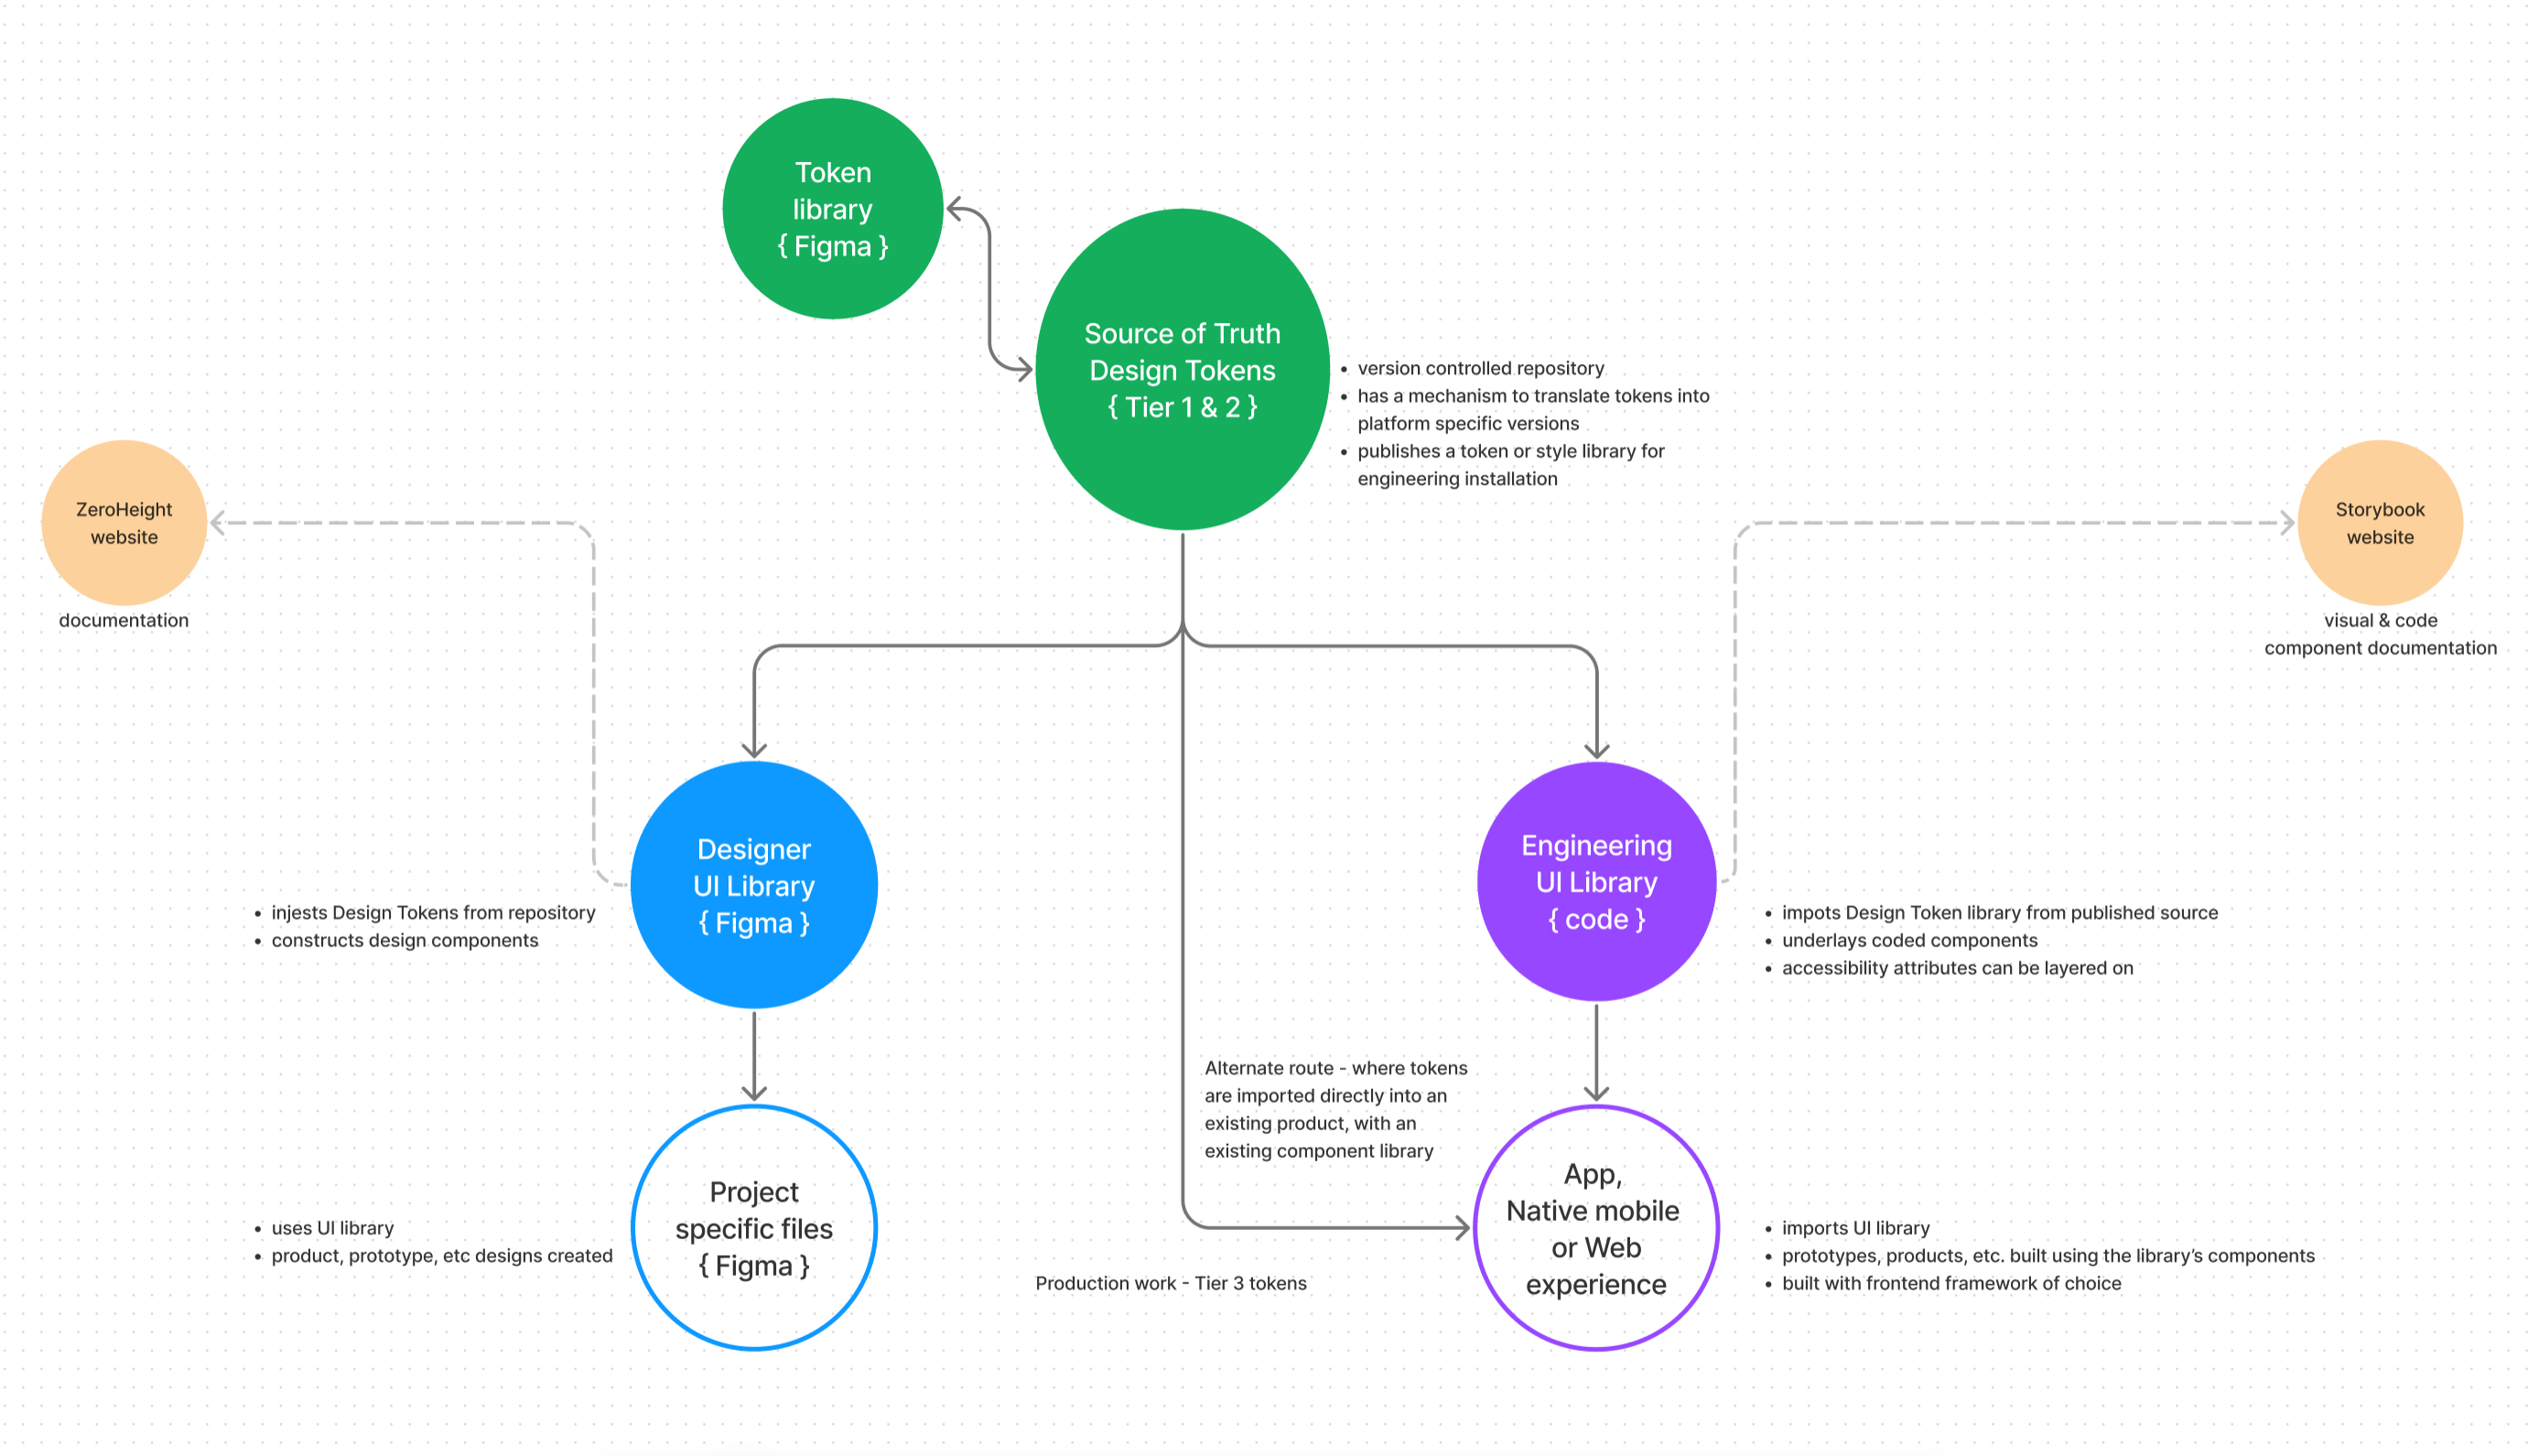 Token
library
{ Figma }
Source of Truth
Design Tokens
{ Tier 1 & 2 }
• version controlled repository
• has a mechanism to translate tokens into
platform specific versions
• publishes a token or style library for
engineering installation
ZeroHeight
website
documentation
Storybook
website
visual & code
component documentation
Designer
UI Library
{ Figma }
• injests Design Tokens from repository
• constructs design components
Engineering
UI Library
{ code }
• impots Design Token library from published source
• underlays coded components
• accessibility attributes can be layered on
Alternate route - where tokens
are imported directly into an
existing product, with an
existing component library
Project
specific files
{ Figma }
• uses UI library
• product, prototype, etc designs created
Production work - Tier 3 tokens
App,
Native mobile
or Web
experience
• imports UI library
• prototypes, products, etc. built using the library’s components
• built with frontend framework of choice